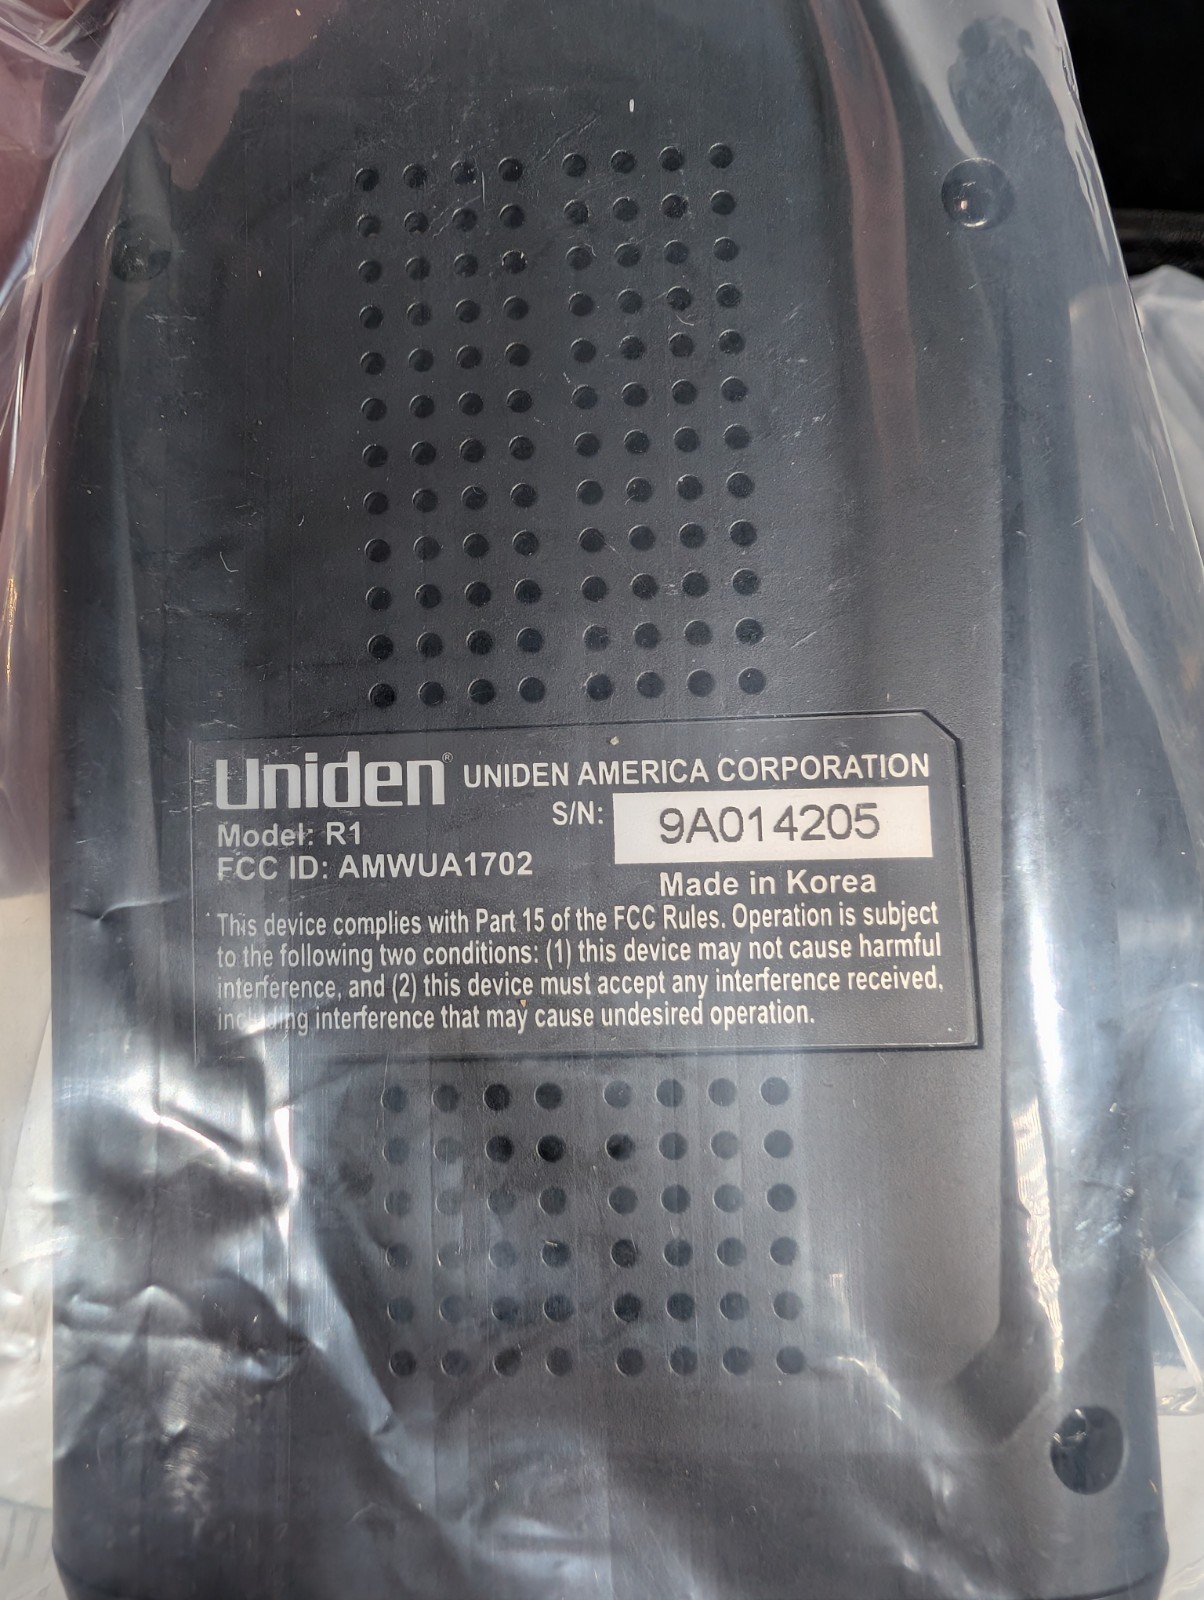 Uniden® UNIDEN AMERICA CORPORATION
S/N: 9A014205
Model: R1
FCC ID: AMWUA1702
Made in Korea
This device complies with Part 15 of the FCC Rules. Operation is subject
to the following two conditions: (1) this device may not cause harmful
interference, and (2) this device must accept any interference received,
including interference that may cause undesired operation.